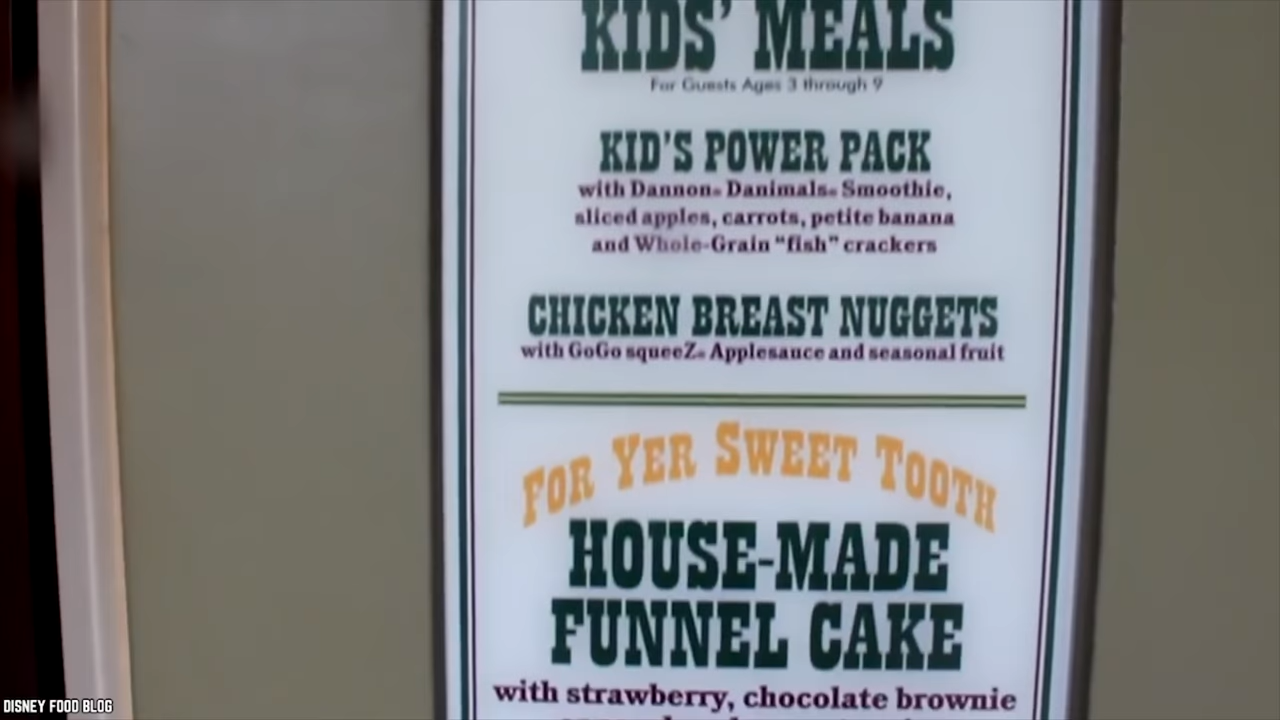 KIDS' MEALS
For Guests Ages 3 through 9
KID'S POWER PACK
with Dannon® Danimals® Smoothie,
sliced apples, carrots, petite banana
and Whole-Grain "fish" crackers
CHICKEN BREAST NUGGETS
with GoGo squeeZ® Applesauce and seasonal fruit
FOR YER SWEET TOOTH
HOUSE-MADE
FUNNEL CAKE
with strawberry, chocolate brownie
DISNEY FOOD BLOG